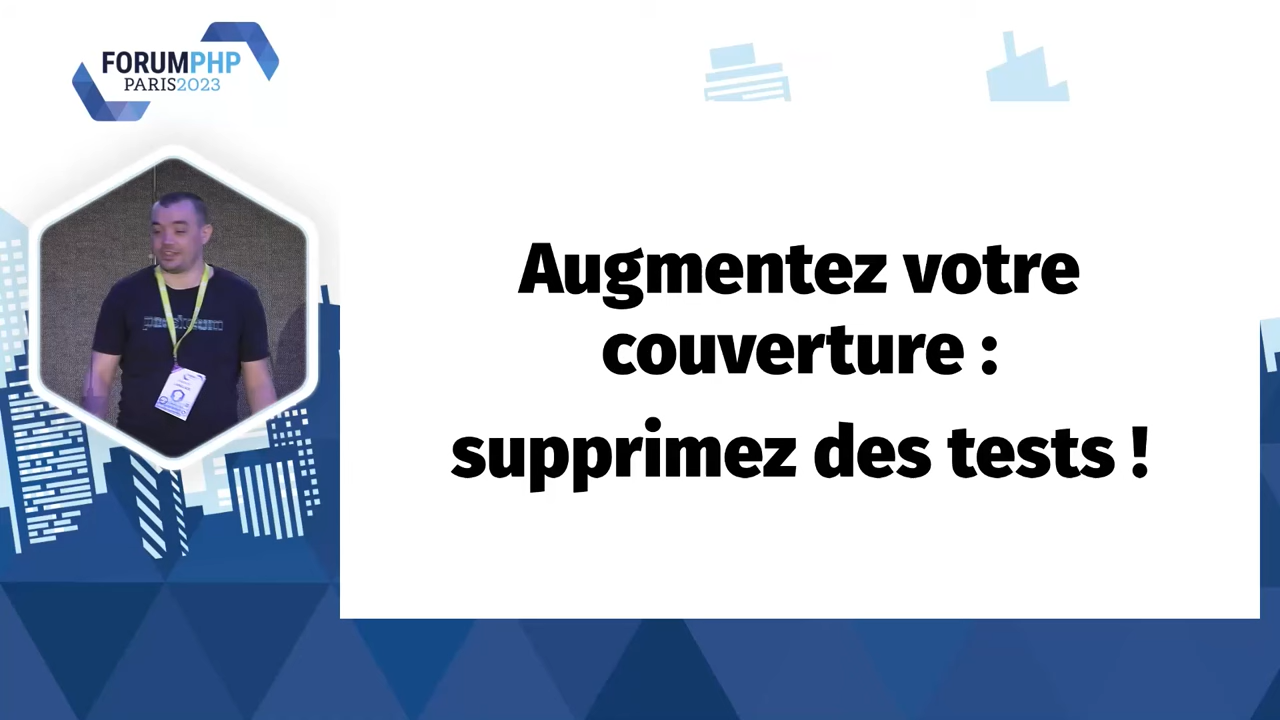 FORUMPHP
PARIS2023
Augmentez votre
couverture :
supprimez des tests !